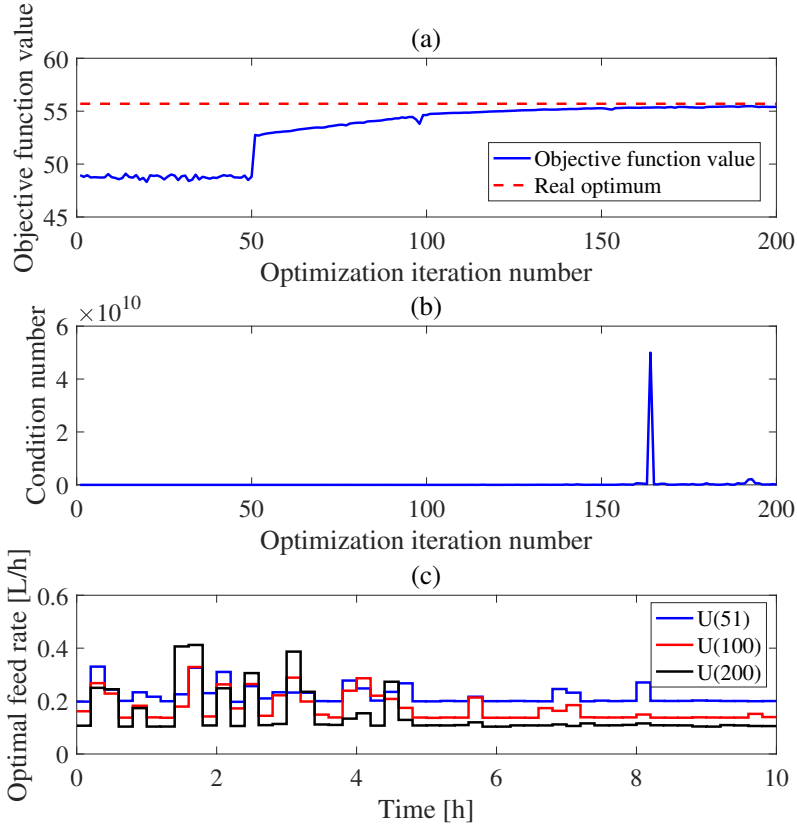 (a)
Objective function value
60
55
50
45
Objective function value
Real optimum
0 50 100 150 200
Optimization iteration number
(b)
×10^10
Condition number
6
4
2
0
0 50 100 150 200
Optimization iteration number
(c)
Optimal feed rate [L/h]
0.6
0.4
0.2
0
U(51)
U(100)
U(200)
0 2 4 6 8 10
Time [h]